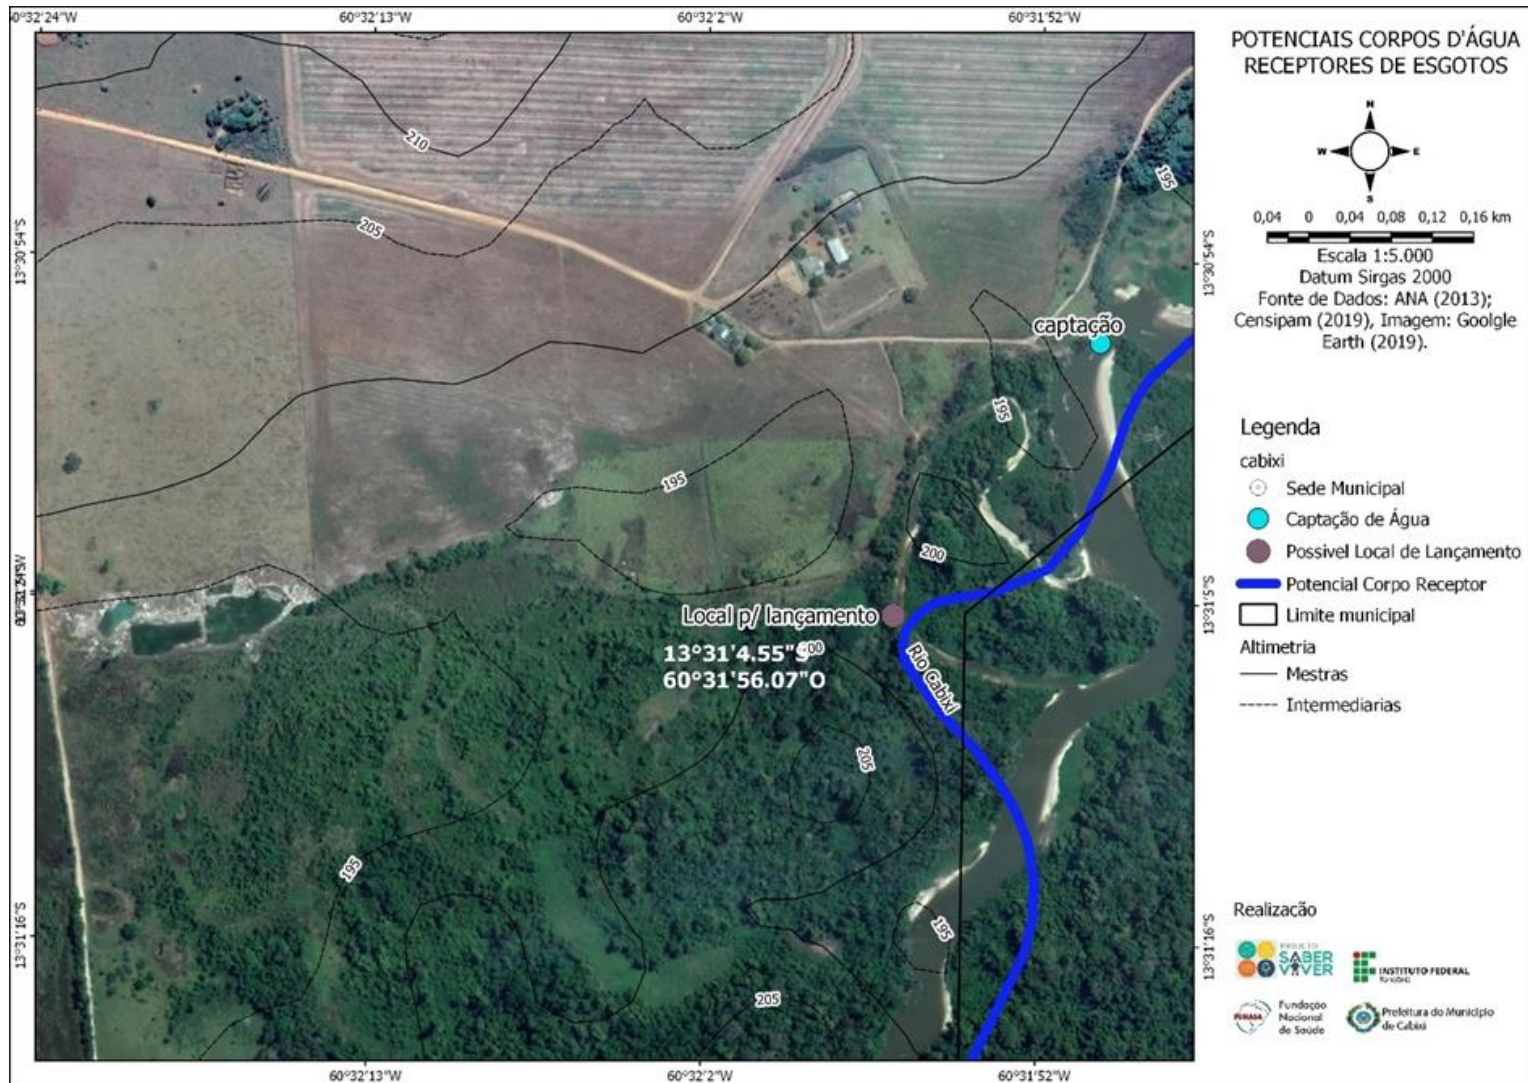 60°32'24"W
60°32'13"W
60°32'2"W
60°31'52"W
POTENCIAIS CORPOS D'ÁGUA
RECEPTORES DE ESGOTOS
N
W
E
S
0,04 0 0,04 0,08 0,12 0,16 km
Escala 1:5.000
Datum Sirgas 2000
Fonte de Dados: ANA (2013);
Censipam (2019), Imagem: Goolgle
Earth (2019).
Legenda
cabixi
Sede Municipal
Captação de Água
Possivel Local de Lançamento
Potencial Corpo Receptor
Limite municipal
Altimetria
Mestras
Intermediarias
Realização
PROJETO
SABER
VIVER
INSTITUTO FEDERAL
FUNASA
Fundação
Nacional
de Saúde
Prefeitura do Município
de Cabixi
13°30'54"S
13°30'54"S
210
205
195
captação
195
195
200
13°31'5"S
Local p/ lançamento
13°31'4.55"S
60°31'56.07"O
Rio Cabixi
205
195
195
205
13°31'16"S
13°31'16"S
60°32'13"W
60°32'2"W
60°31'52"W